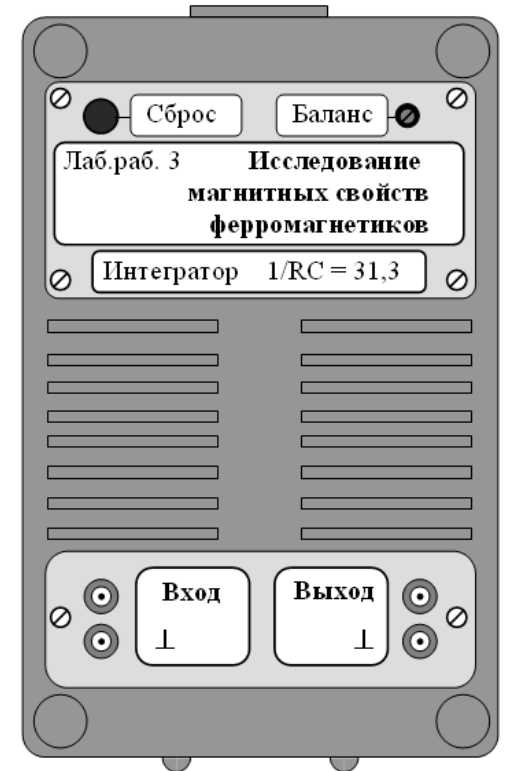 Сброс Баланс
Лаб.раб. 3 Исследование
магнитных свойств
ферромагнетиков
Интегратор 1/RC = 31,3
Вход Выход
⊥ ⊥